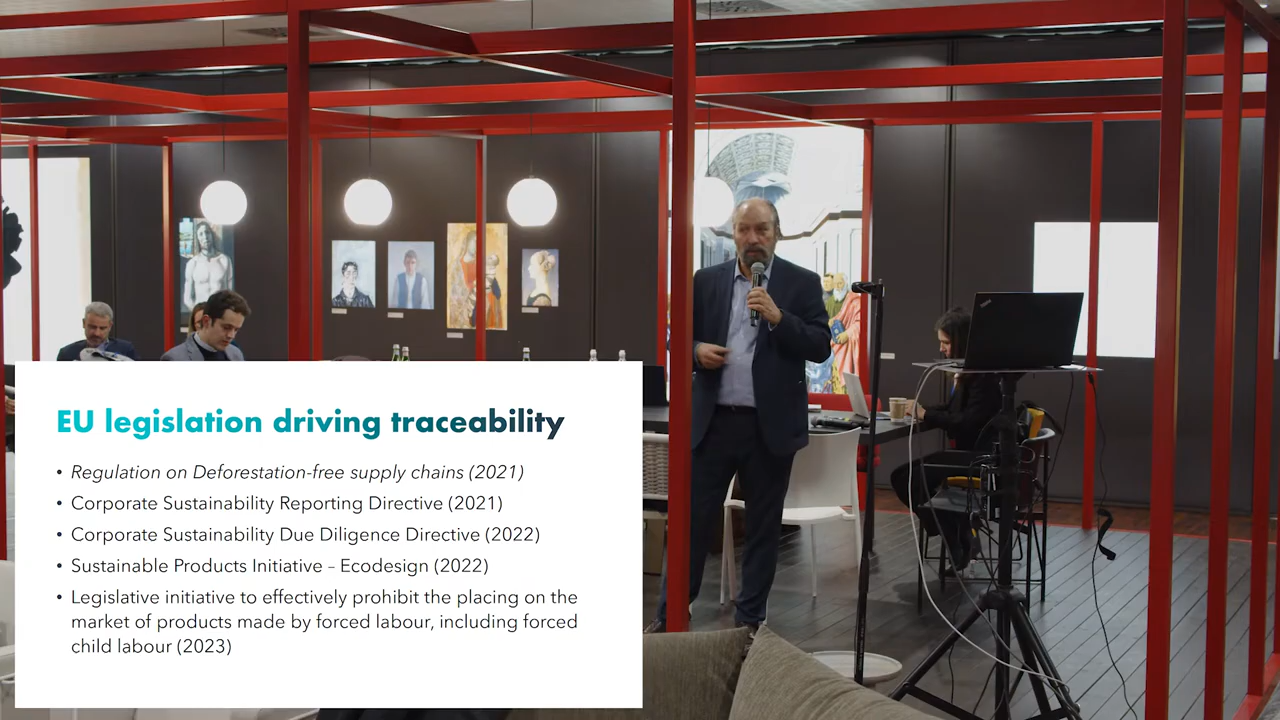 EU legislation driving traceability
• Regulation on Deforestation-free supply chains (2021)
• Corporate Sustainability Reporting Directive (2021)
• Corporate Sustainability Due Diligence Directive (2022)
• Sustainable Products Initiative – Ecodesign (2022)
• Legislative initiative to effectively prohibit the placing on the
market of products made by forced labour, including forced
child labour (2023)